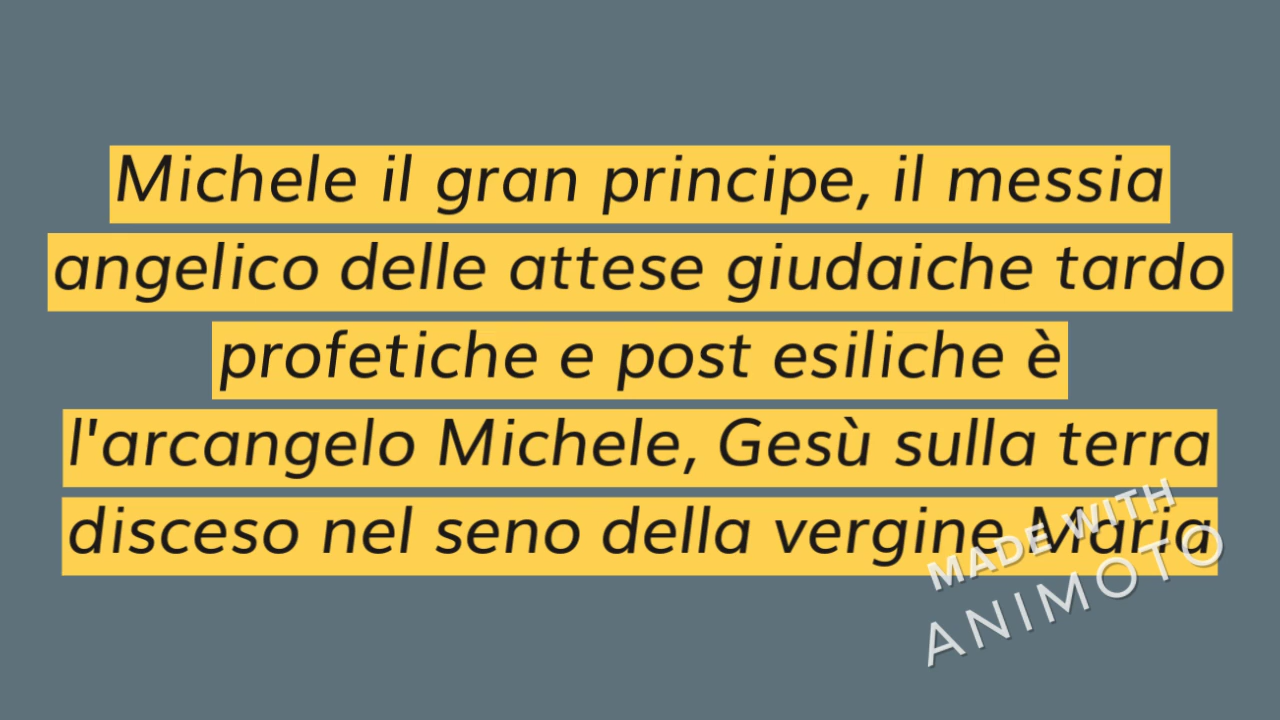 Michele il gran principe, il messia
angelico delle attese giudaiche tardo
profetiche e post esiliche è
l'arcangelo Michele, Gesù sulla terra
disceso nel seno della vergine Maria
MADE WITH
ANIMOTO